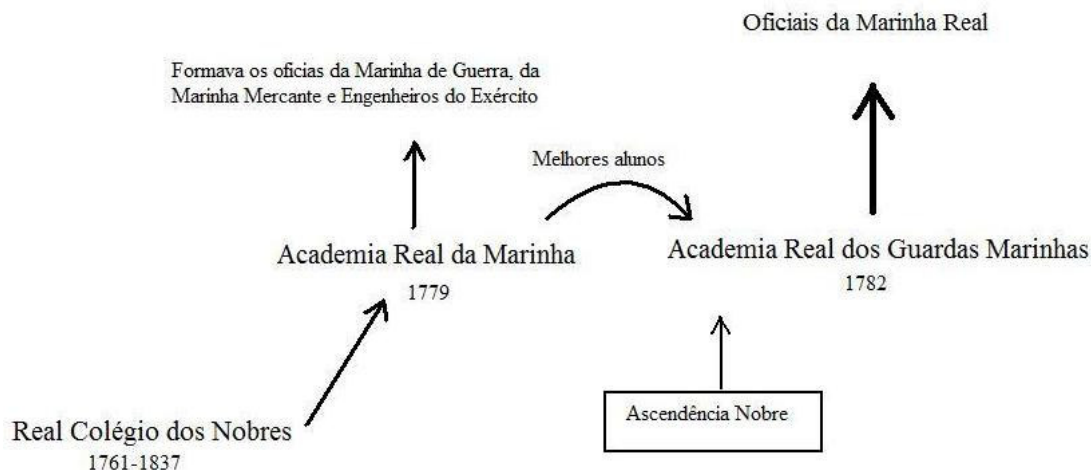 Oficiais da Marinha Real
Formava os oficias da Marinha de Guerra, da
Marinha Mercante e Engenheiros do Exército
Melhores alunos
Academia Real da Marinha
1779
Academia Real dos Guardas Marinhas
1782
Ascendência Nobre
Real Colégio dos Nobres
1761-1837